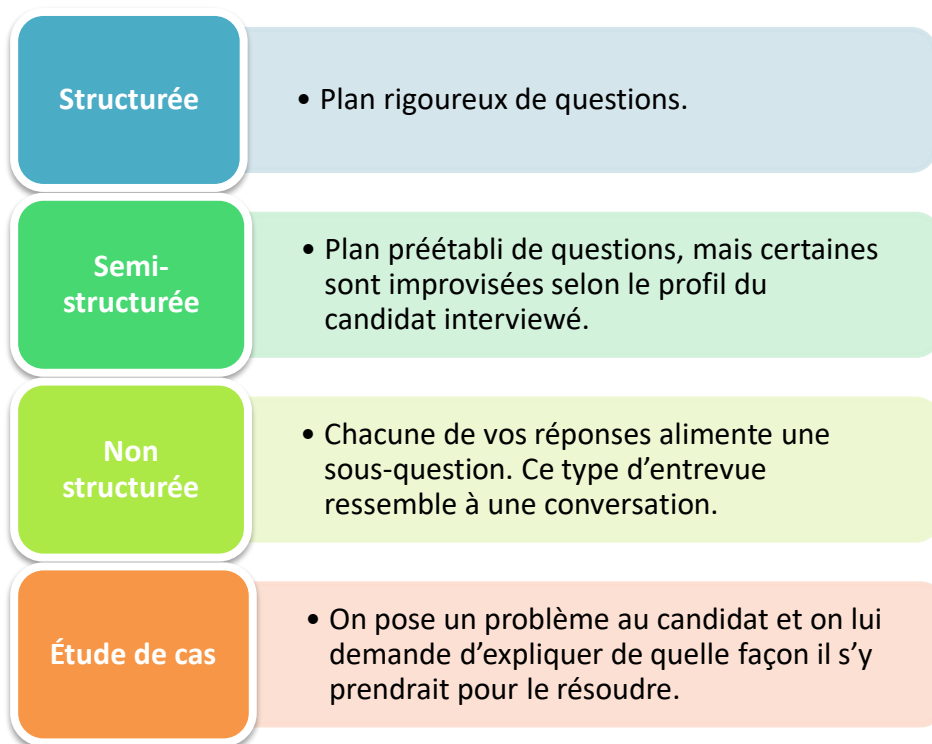 Structurée
• Plan rigoureux de questions.
Semi-
structurée
• Plan préétabli de questions, mais certaines
sont improvisées selon le profil du
candidat interviewé.
Non
structurée
• Chacune de vos réponses alimente une
sous-question. Ce type d’entrevue
ressemble à une conversation.
Étude de cas
• On pose un problème au candidat et on lui
demande d’expliquer de quelle façon il s’y
prendrait pour le résoudre.